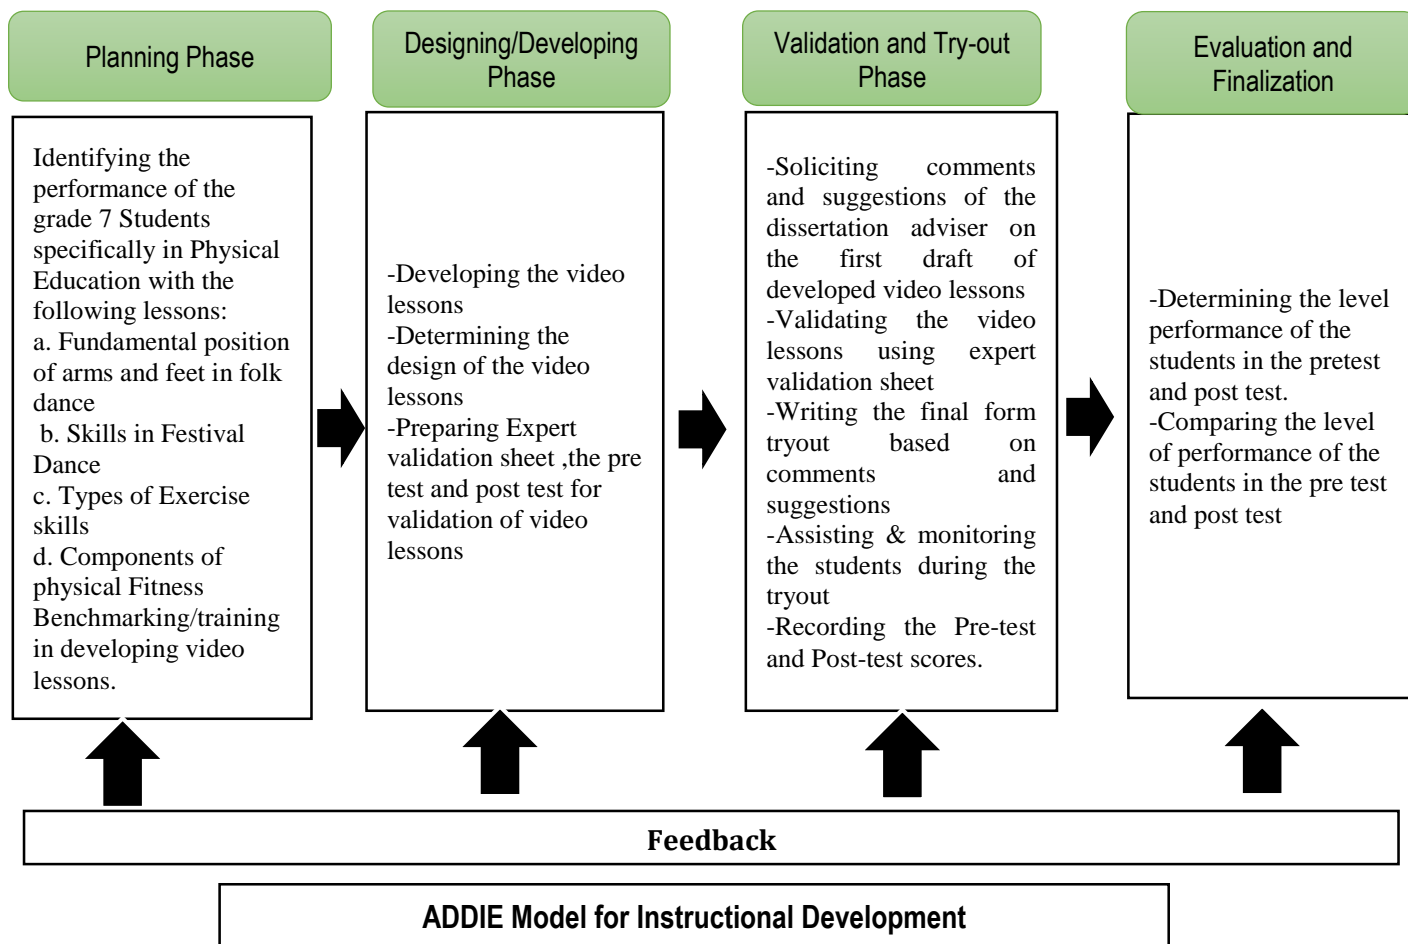 Planning Phase
Designing/Developing
Phase
Validation and Try-out
Phase
Evaluation and
Finalization
Identifying the
performance of the
grade 7 Students
specifically in Physical
Education with the
following lessons:
a. Fundamental position
of arms and feet in folk
dance
b. Skills in Festival
Dance
c. Types of Exercise
skills
d. Components of
physical Fitness
Benchmarking/training
in developing video
lessons.
-Developing the video
lessons
-Determining the
design of the video
lessons
-Preparing Expert
validation sheet ,the pre
test and post test for
validation of video
lessons
-Soliciting comments
and suggestions of the
dissertation adviser on
the first draft of
developed video lessons
-Validating the video
lessons using expert
validation sheet
-Writing the final form
tryout based on
comments and
suggestions
-Assisting & monitoring
the students during the
tryout
-Recording the Pre-test
and Post-test scores.
-Determining the level
performance of the
students in the pretest
and post test.
-Comparing the level
of performance of the
students in the pre test
and post test
Feedback
ADDIE Model for Instructional Development